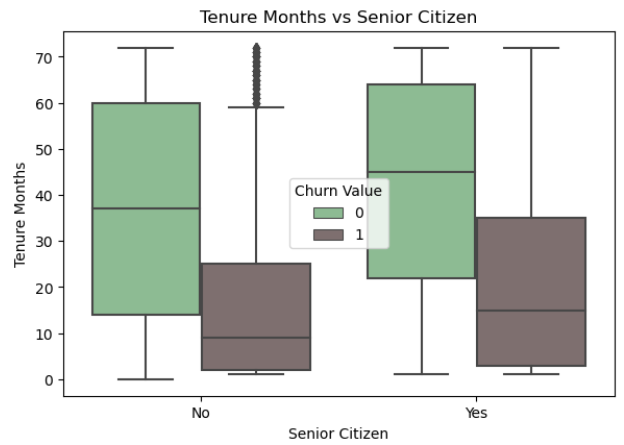 Tenure Months vs Senior Citizen
70
60
50
40
30
20
10
0
Tenure Months
Churn Value
0
1
No Yes
Senior Citizen